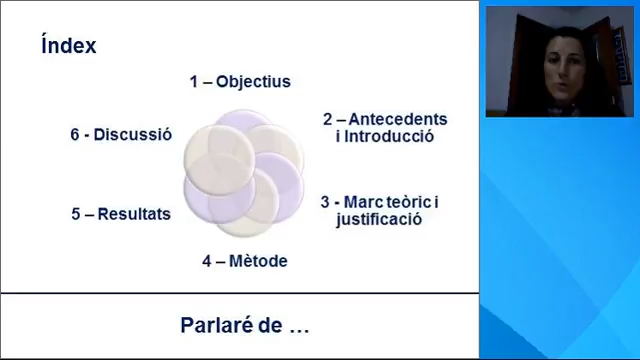 Índex
1 – Objectius
2 – Antecedents
i Introducció
3 - Marc teòric i
justificació
4 – Mètode
5 – Resultats
6 - Discussió
Parlaré de ...